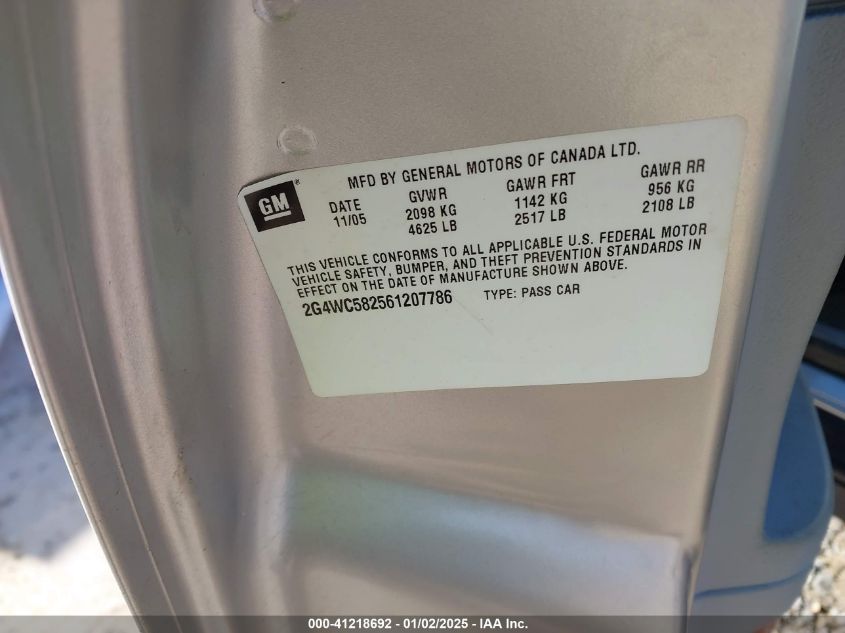 MFD BY GENERAL MOTORS OF CANADA LTD.
GM®
DATE GVWR GAWR FRT GAWR RR
11/05 2098 KG 1142 KG 956 KG
4625 LB 2517 LB 2108 LB
THIS VEHICLE CONFORMS TO ALL APPLICABLE U.S. FEDERAL MOTOR
VEHICLE SAFETY, BUMPER, AND THEFT PREVENTION STANDARDS IN
EFFECT ON THE DATE OF MANUFACTURE SHOWN ABOVE.
2G4WC582561207786 TYPE: PASS CAR
000-41218692 - 01/02/2025 - IAA Inc.